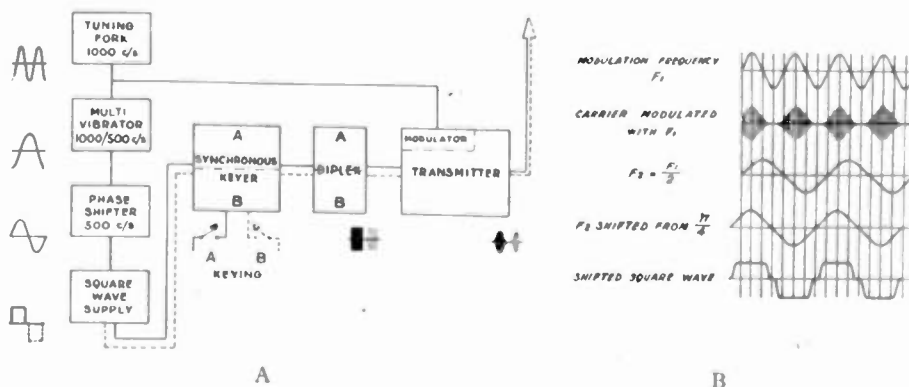 TUNING
FORK
1000 c/s
MULTI
VIBRATOR
1000/500 c/s
PHASE
SHIFTER
500 c/s
SQUARE
WAVE
SUPPLY
A
SYNCHRONOUS
KEYER
B
A
B
KEYING
A
DIPLEX
B
MODULATOR
TRANSMITTER
A
MODULATION FREQUENCY
F₁
CARRIER MODULATED
WITH F₁
F₂ = F₁/2
F₂ SHIFTED FROM π/4
SHIFTED SQUARE WAVE
B